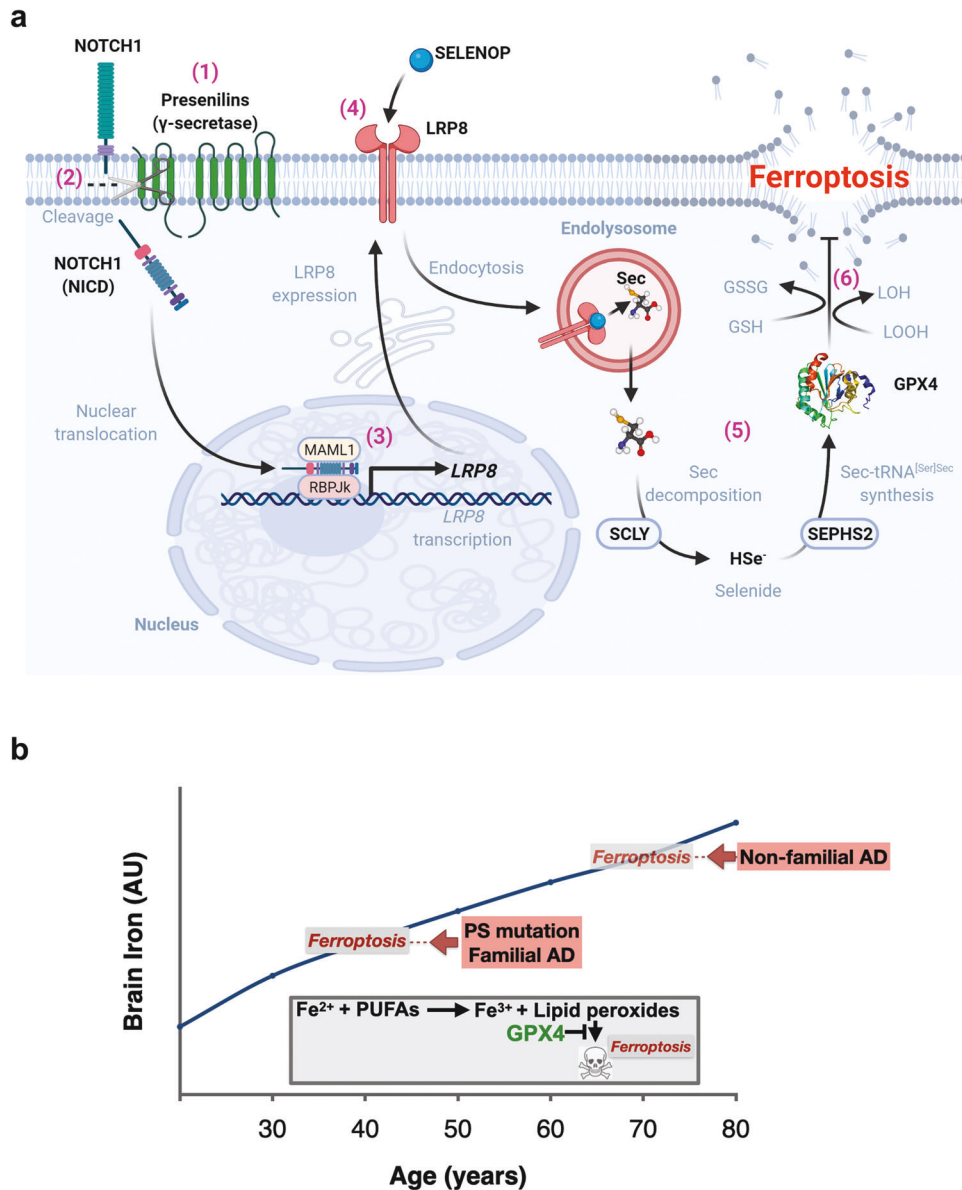 a
NOTCH1
(1)
Presenilins
(γ-secretase)
(2)
Cleavage
NOTCH1
(NICD)
Nuclear
translocation
SELENOP
(4)
LRP8
LRP8
expression
Endocytosis
Endolysosome
Sec
MAML1
RBPJk
(3)
LRP8
LRP8
transcription
Nucleus
(5)
Sec
decomposition
SCLY
HSe⁻
Selenide
SEPHS2
Sec-tRNA[Ser]Sec
synthesis
GPX4
GSSG
GSH
(6)
LOH
LOOH
Ferroptosis
b
Brain Iron (AU)
Ferroptosis
Non-familial AD
Ferroptosis
PS mutation
Familial AD
Fe²⁺ + PUFAs Fe³⁺ + Lipid peroxides
GPX4
Ferroptosis
30 40 50 60 70 80
Age (years)